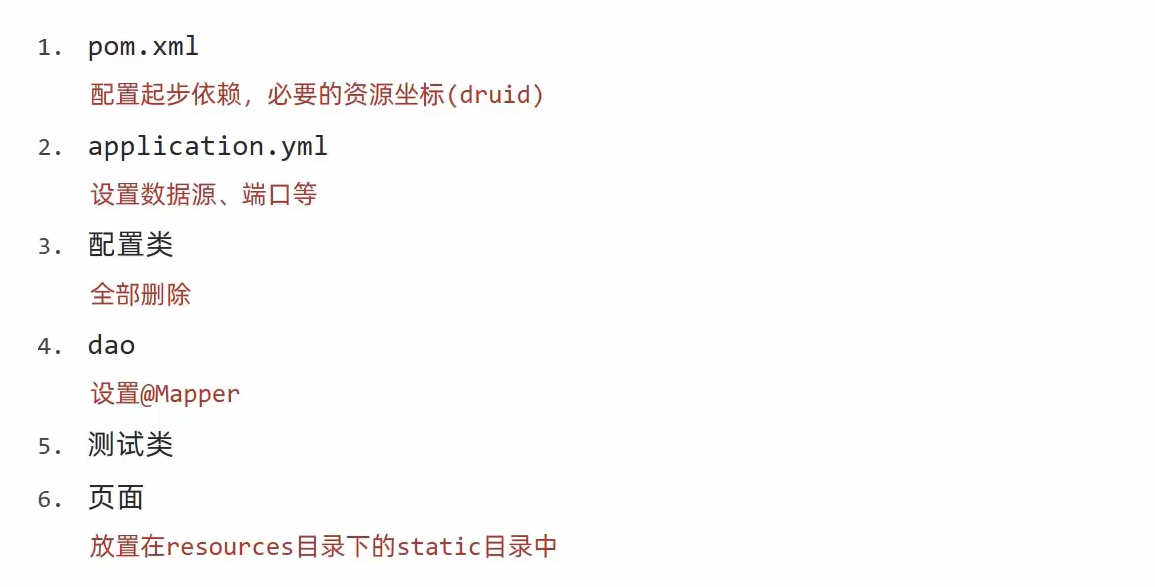 1. pom.xml
配置起步依赖，必要的资源坐标(druid)
2. application.yml
设置数据源、端口等
3. 配置类
全部删除
4. dao
设置@Mapper
5. 测试类
6. 页面
放置在resources目录下的static目录中